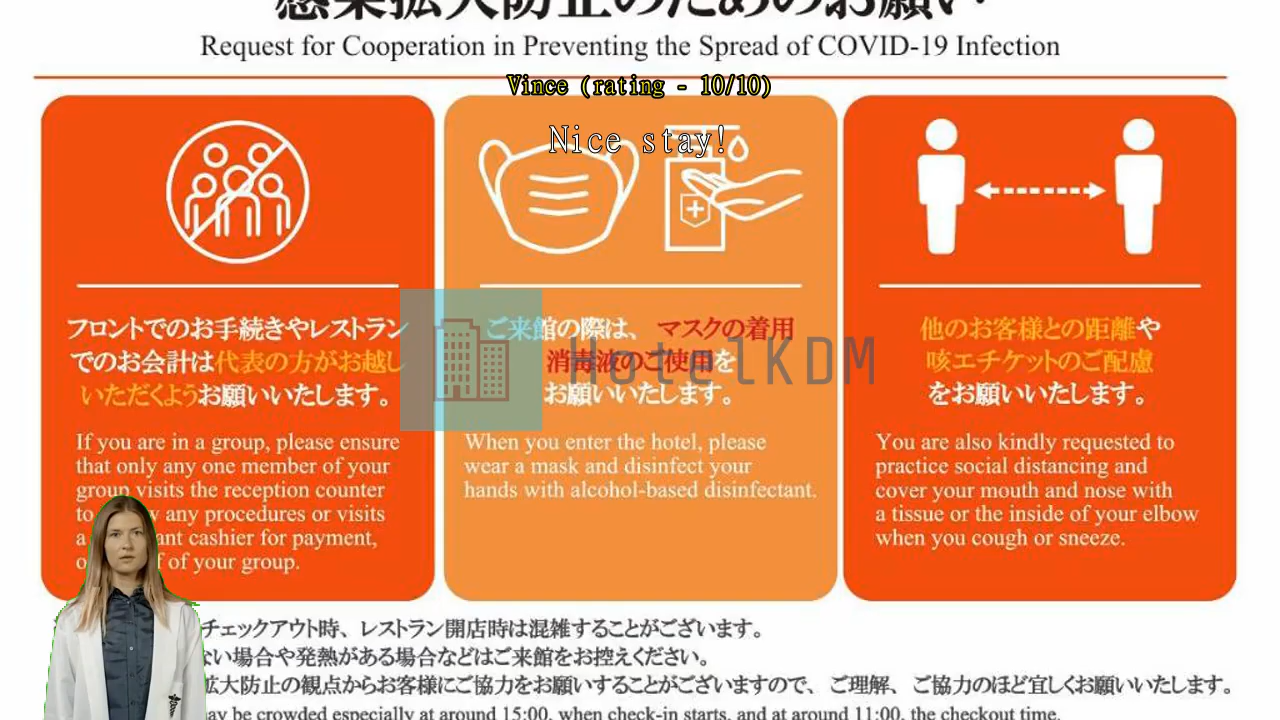 感染拡大防止のためのお願い
Request for Cooperation in Preventing the Spread of COVID-19 Infection
Vince (rating - 10/10)
Nice stay!
フロントでのお手続きやレストラン
でのお会計は代表の方がお越し
いただくようお願いいたします。
If you are in a group, please ensure
that only any one member of your
group visits the reception counter
to any procedures or visits
a cashier for payment,
of your group.
ご来館の際は、マスクの着用
消毒液のご使用を
お願いいたします。
HotelKDM
When you enter the hotel, please
wear a mask and disinfect your
hands with alcohol-based disinfectant.
他のお客様との距離や
咳エチケットのご配慮
をお願いいたします。
You are also kindly requested to
practice social distancing and
cover your mouth and nose with
a tissue or the inside of your elbow
when you cough or sneeze.
チェックアウト時、レストラン開店時は混雑することがございます。
ない場合や発熱がある場合などはご来館をお控えください。
拡大防止の観点からお客様にご協力をお願いすることがございますので、ご理解、ご協力のほど宜しくお願いいたします。
may be crowded especially at around 15:00, when check-in starts, and at around 11:00, the checkout time.